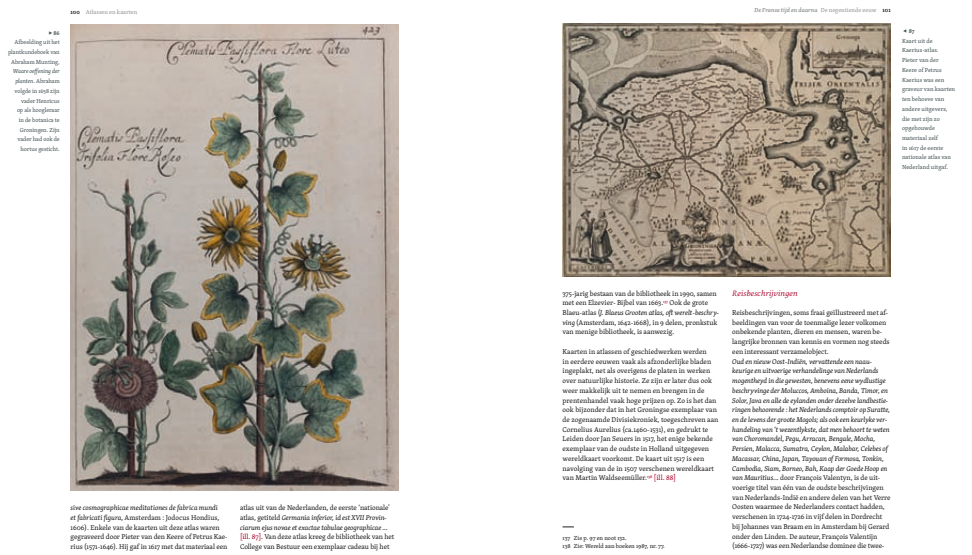 100 Atlassen en kaarten
▸ 86
Afbeelding uit het
plantkundeboek van
Abraham Munting,
Waare oeffening der
planten. Abraham
volgde in 1658 zijn
vader Henricus
op als hoogleraar
in de botanica te
Groningen. Zijn
vader had ook de
hortus gesticht.
423
Clematis Passiflora Flore Luteo
Clematis Passiflora
Trifolia Flore Roseo
sive cosmographicae meditationes de fabrica mundi
et fabricati figura, Amsterdam : Jodocus Hondius,
1606). Enkele van de kaarten uit deze atlas waren
gegraveerd door Pieter van den Keere of Petrus Kae-
rius (1571-1646). Hij gaf in 1617 met dat materiaal een
atlas uit van de Nederlanden, de eerste ‘nationale’
atlas, getiteld Germania inferior, id est XVII Provin-
ciarum ejus novae et exactae tabulae geographicae ...
[ill. 87]. Van deze atlas kreeg de bibliotheek van het
College van Bestuur een exemplaar cadeau bij het
De Franse tijd en daarna De negentiende eeuw 101
◂ 87
Kaart uit de
Kaerius-atlas.
Pieter van der
Keere of Petrus
Kaerius was een
graveur van kaarten
ten behoeve van
andere uitgevers,
die met zijn zo
opgebouwde
materiaal zelf
in 1617 de eerste
nationale atlas van
Nederland uitgaf.
Groninga
FRISIÆ ORIENTALIS
TRANSISALANÆ
PARS
375-jarig bestaan van de bibliotheek in 1990, samen
met een Elzevier- Bijbel van 1663.137 Ook de grote
Blaeu-atlas (J. Blaeus Grooten atlas, oft werelt-beschry-
ving (Amsterdam, 1642-1668), in 9 delen, pronkstuk
van menige bibliotheek, is aanwezig.
Kaarten in atlassen of geschiedwerken werden
in eerdere eeuwen vaak als afzonderlijke bladen
ingeplakt, net als overigens de platen in werken
over natuurlijke historie. Ze zijn er later dus ook
weer makkelijk uit te nemen en brengen in de
prentenhandel vaak hoge prijzen op. Zo is het dan
ook bijzonder dat in het Groningse exemplaar van
de zogenaamde Divisiekroniek, toegeschreven aan
Cornelius Aurelius (ca.1460-1531), en gedrukt te
Leiden door Jan Seuers in 1517, het enige bekende
exemplaar van de oudste in Holland uitgegeven
wereldkaart voorkomt. De kaart uit 1517 is een
navolging van de in 1507 verschenen wereldkaart
van Martin Waldseemüller.138 [ill. 88]
137 Zie p. 97 en noot 132.
138 Zie: Wereld aan boeken 1987, nr. 77.
Reisbeschrijvingen
Reisbeschrijvingen, soms fraai geïllustreerd met af-
beeldingen van voor de toenmalige lezer volkomen
onbekende planten, dieren en mensen, waren be-
langrijke bronnen van kennis en vormen nog steeds
een interessant verzamelobject.
Oud en nieuw Oost-Indiën, vervattende een naau-
keurige en uitvoerige verhandelinge van Nederlands
mogentheyd in die gewesten, benevens eene wydlustige
beschryvinge der Moluccos, Amboina, Banda, Timor, en
Solor, Java en alle de eylanden onder dezelve landbestie-
ringen behoorende : het Nederlands comptoir op Suratte,
en de levens der groote Mogols; als ook een keurlyke ver-
handeling van ’t wezentlykste, dat men behoort te weten
van Choromandel, Pegu, Arracan, Bengale, Mocha,
Persien, Malacca, Sumatra, Ceylon, Malabar, Celebes of
Macassar, China, Japan, Tayouan of Formosa, Tonkin,
Cambodia, Siam, Borneo, Bali, Kaap der Goede Hoop en
van Mauritius... door François Valentyn, is de uit-
voerige titel van één van de oudste beschrijvingen
van Nederlands-Indië en andere delen van het Verre
Oosten waarmee de Nederlanders contact hadden,
verschenen in 1724-1726 in vijf delen in Dordrecht
bij Johannes van Braam en in Amsterdam bij Gerard
onder den Linden. De auteur, François Valentijn
(1666-1727) was een Nederlandse dominee die twee-